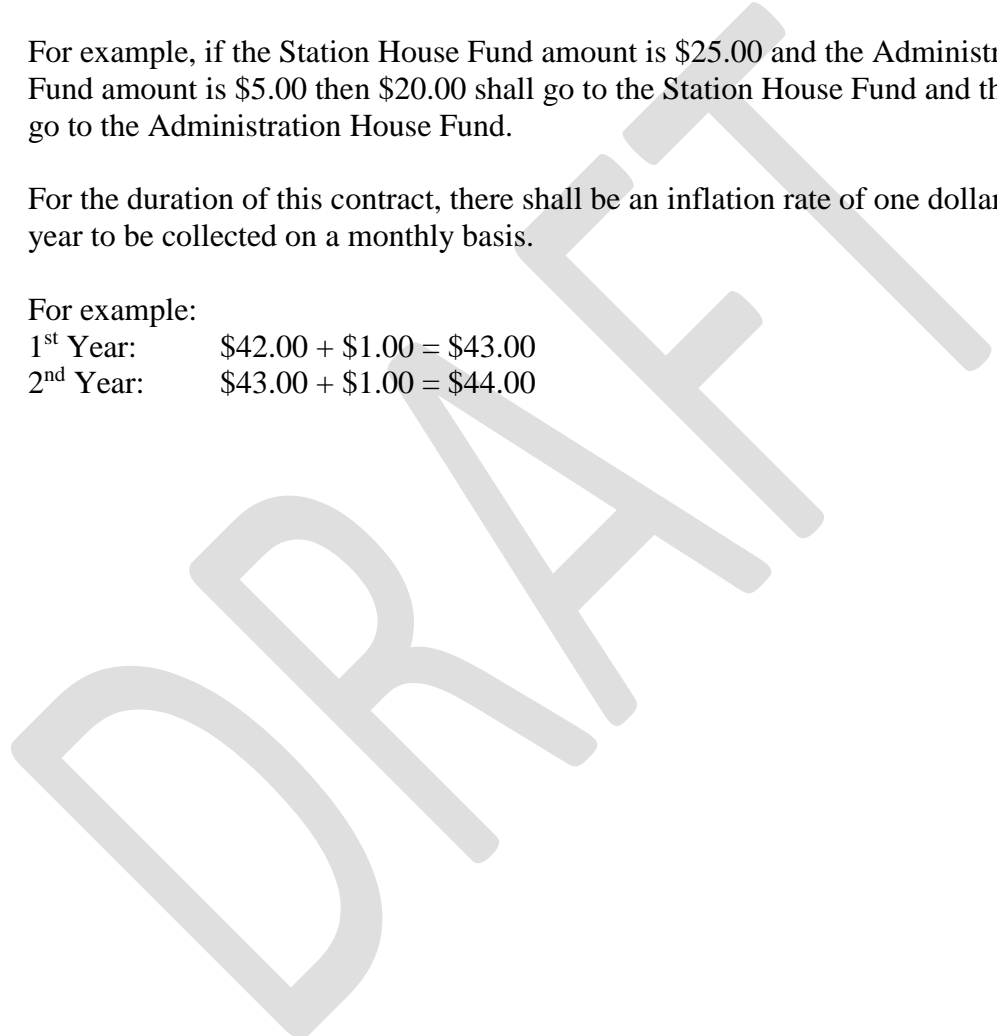 For example, if the Station House Fund amount is $25.00 and the
Fund amount is $5.00 then $20.00 shall go to the Station House Fund and
go to the Administration House Fund.
For the duration of this contract, there shall be an inflation rate of one dollar
year to be collected on a monthly basis.
For example:
1st Year: $42.00 + $1.00 = $43.00
2nd Year: $43.00 + $1.00 = $44.00
DRAFT